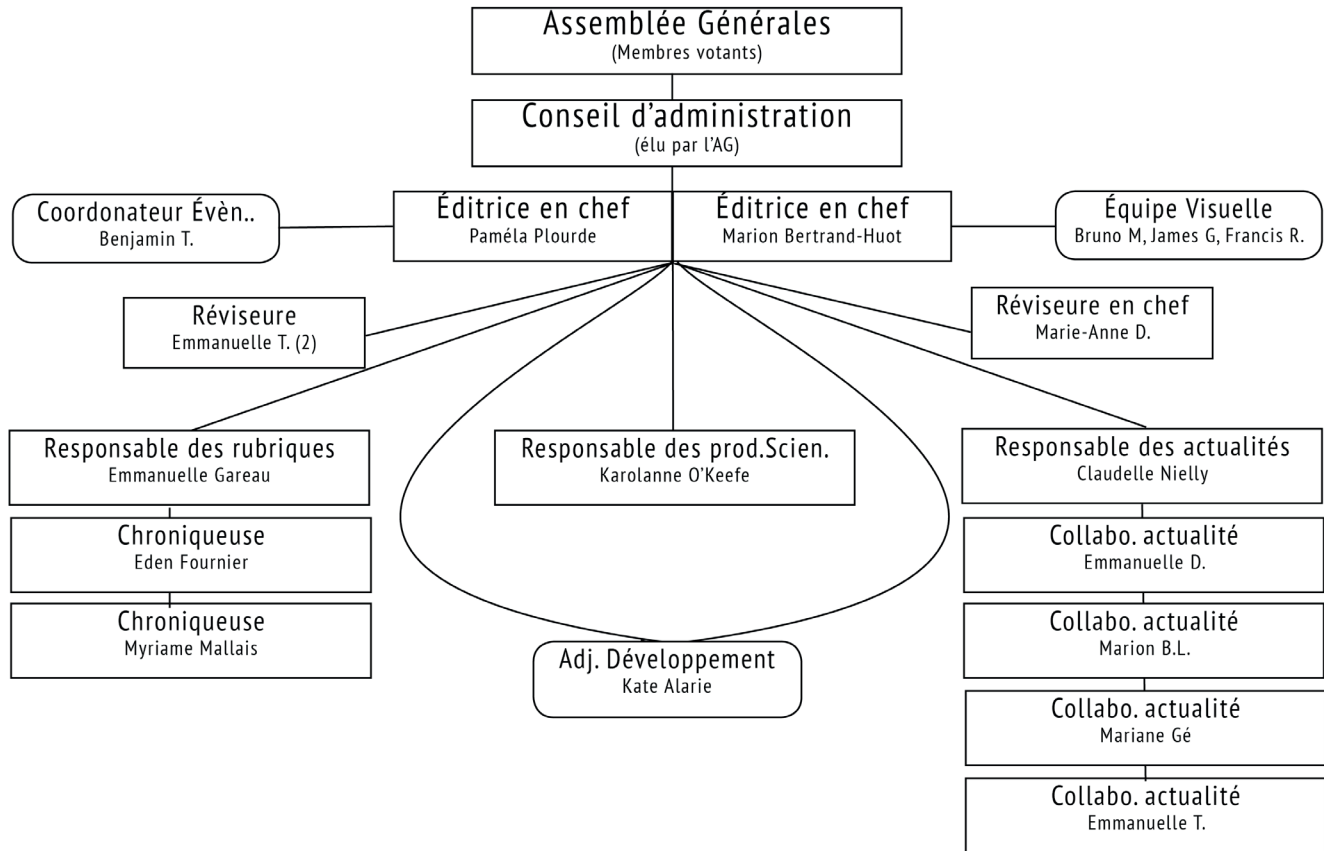 Assemblée Générales
(Membres votants)
Conseil d'administration
(élu par l'AG)
Coordonateur Évèn..
Benjamin T.
Éditrice en chef
Paméla Plourde
Éditrice en chef
Marion Bertrand-Huot
Équipe Visuelle
Bruno M, James G, Francis R.
Réviseure
Emmanuelle T. (2)
Réviseure en chef
Marie-Anne D.
Responsable des rubriques
Emmanuelle Gareau
Responsable des prod.Scien.
Karolanne O'Keefe
Responsable des actualités
Claudelle Nielly
Chroniqueuse
Eden Fournier
Collabo. actualité
Emmanuelle D.
Chroniqueuse
Myriame Mallais
Collabo. actualité
Marion B.L.
Adj. Développement
Kate Alarie
Collabo. actualité
Mariane Gé
Collabo. actualité
Emmanuelle T.